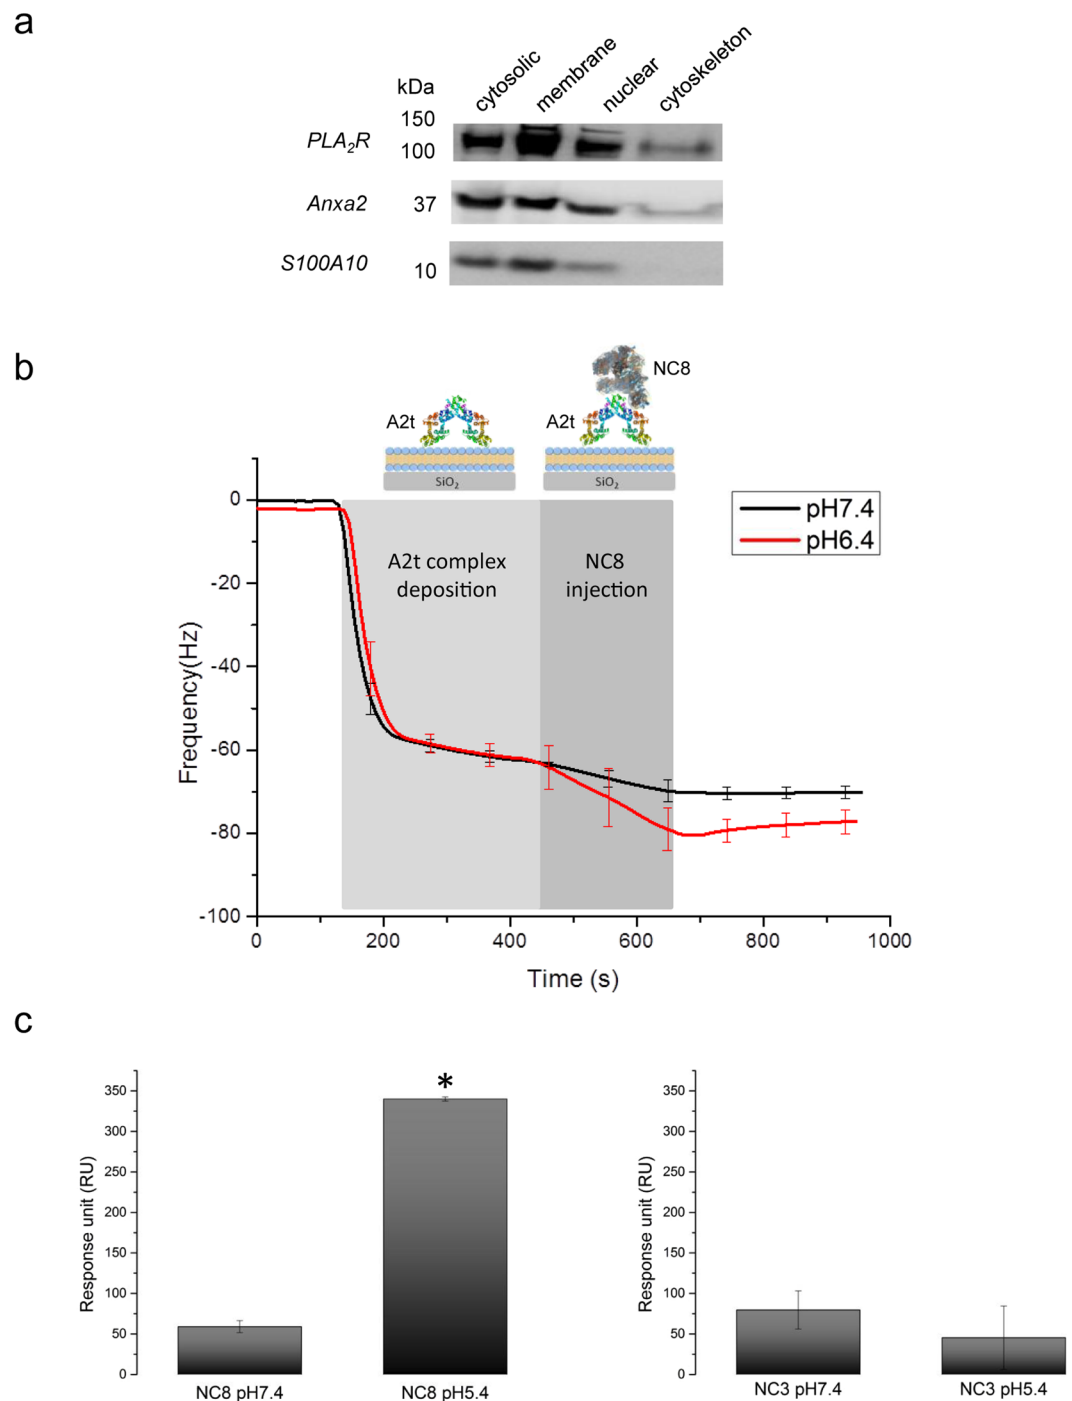 a
kDa
cytosolic
membrane
nuclear
cytoskeleton
150
PLA₂R
100
Anxa2 37
S100A10
10
b
NC8
A2t
A2t
SiO₂
SiO₂
pH7.4
pH6.4
A2t complex
deposition
NC8
injection
0
-20
-40
-60
-80
-100
Frequency(Hz)
0 200 400 600 800 1000
Time (s)
c
*
350
300
250
200
150
100
50
0
Response unit (RU)
NC8 pH7.4 NC8 pH5.4
350
300
250
200
150
100
50
0
Response unit (RU)
NC3 pH7.4 NC3 pH5.4